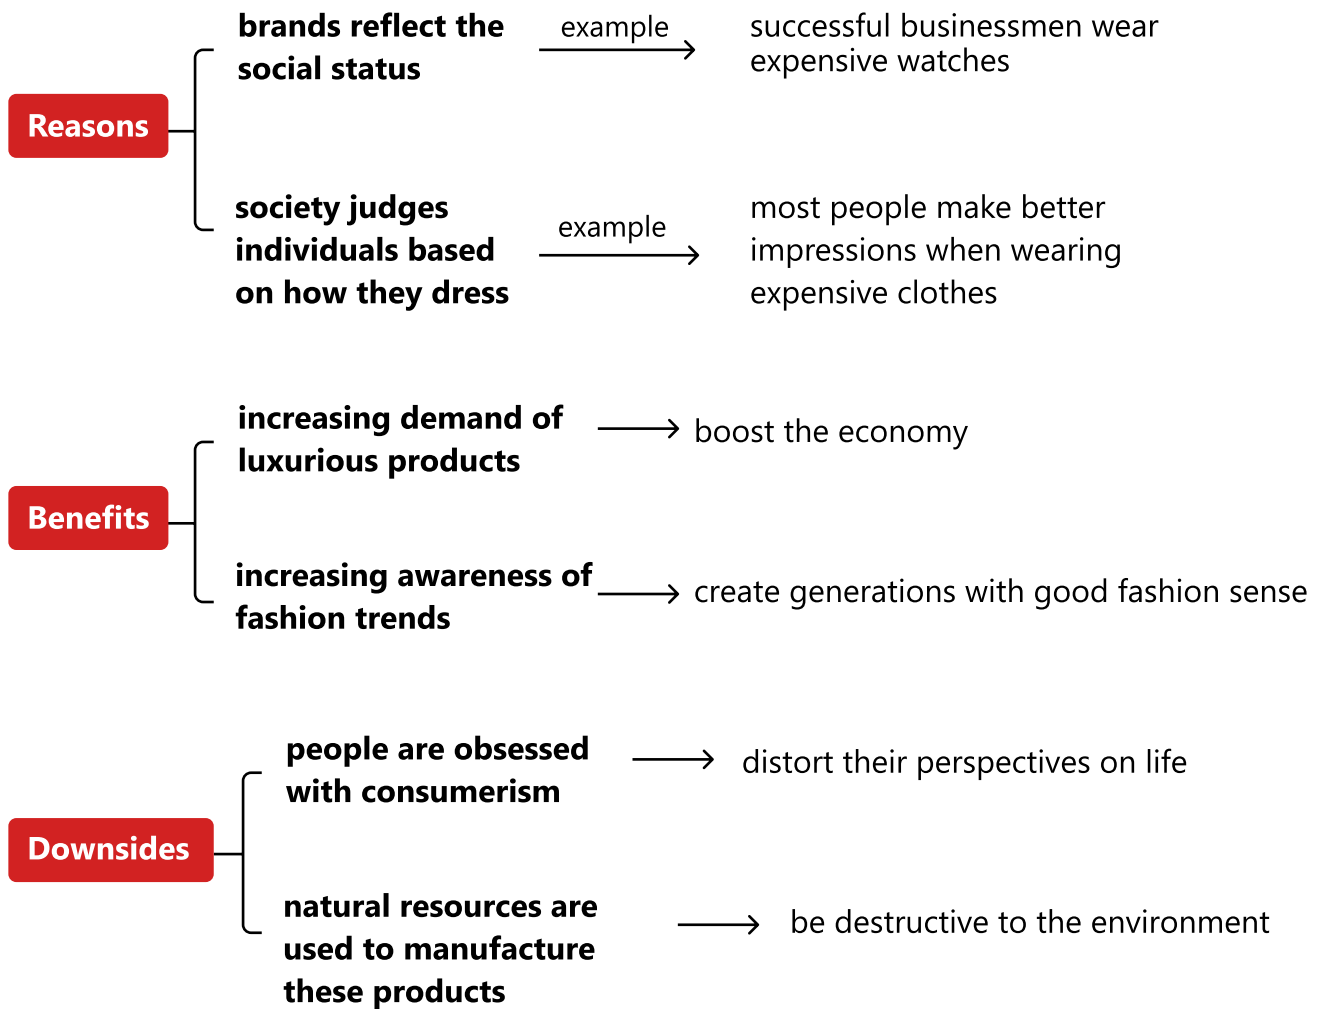 brands reflect the
social status
example
successful businessmen wear
expensive watches
Reasons
society judges
individuals based
on how they dress
example
most people make better
impressions when wearing
expensive clothes
increasing demand of
luxurious products
boost the economy
Benefits
increasing awareness of
fashion trends
create generations with good fashion sense
people are obsessed
with consumerism
distort their perspectives on life
Downsides
natural resources are
used to manufacture
these products
be destructive to the environment